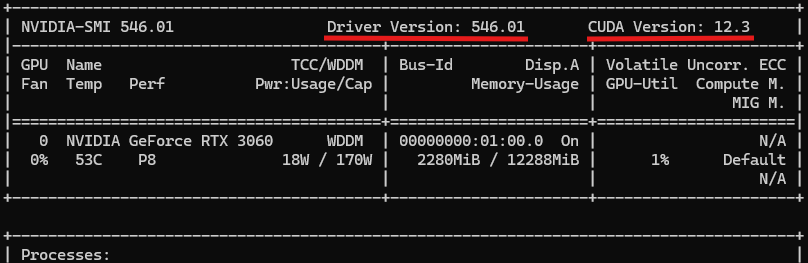 NVIDIA-SMI 546.01 Driver Version: 546.01 CUDA Version: 12.3
GPU Name TCC/WDDM | Bus-Id Disp.A | Volatile Uncorr. ECC
Fan Temp Perf Pwr:Usage/Cap | Memory-Usage | GPU-Util Compute M.
MIG M.
0 NVIDIA GeForce RTX 3060 WDDM | 00000000:01:00.0 On | N/A
0% 53C P8 18W / 170W | 2280MiB / 12288MiB | 1% Default
N/A
Processes: